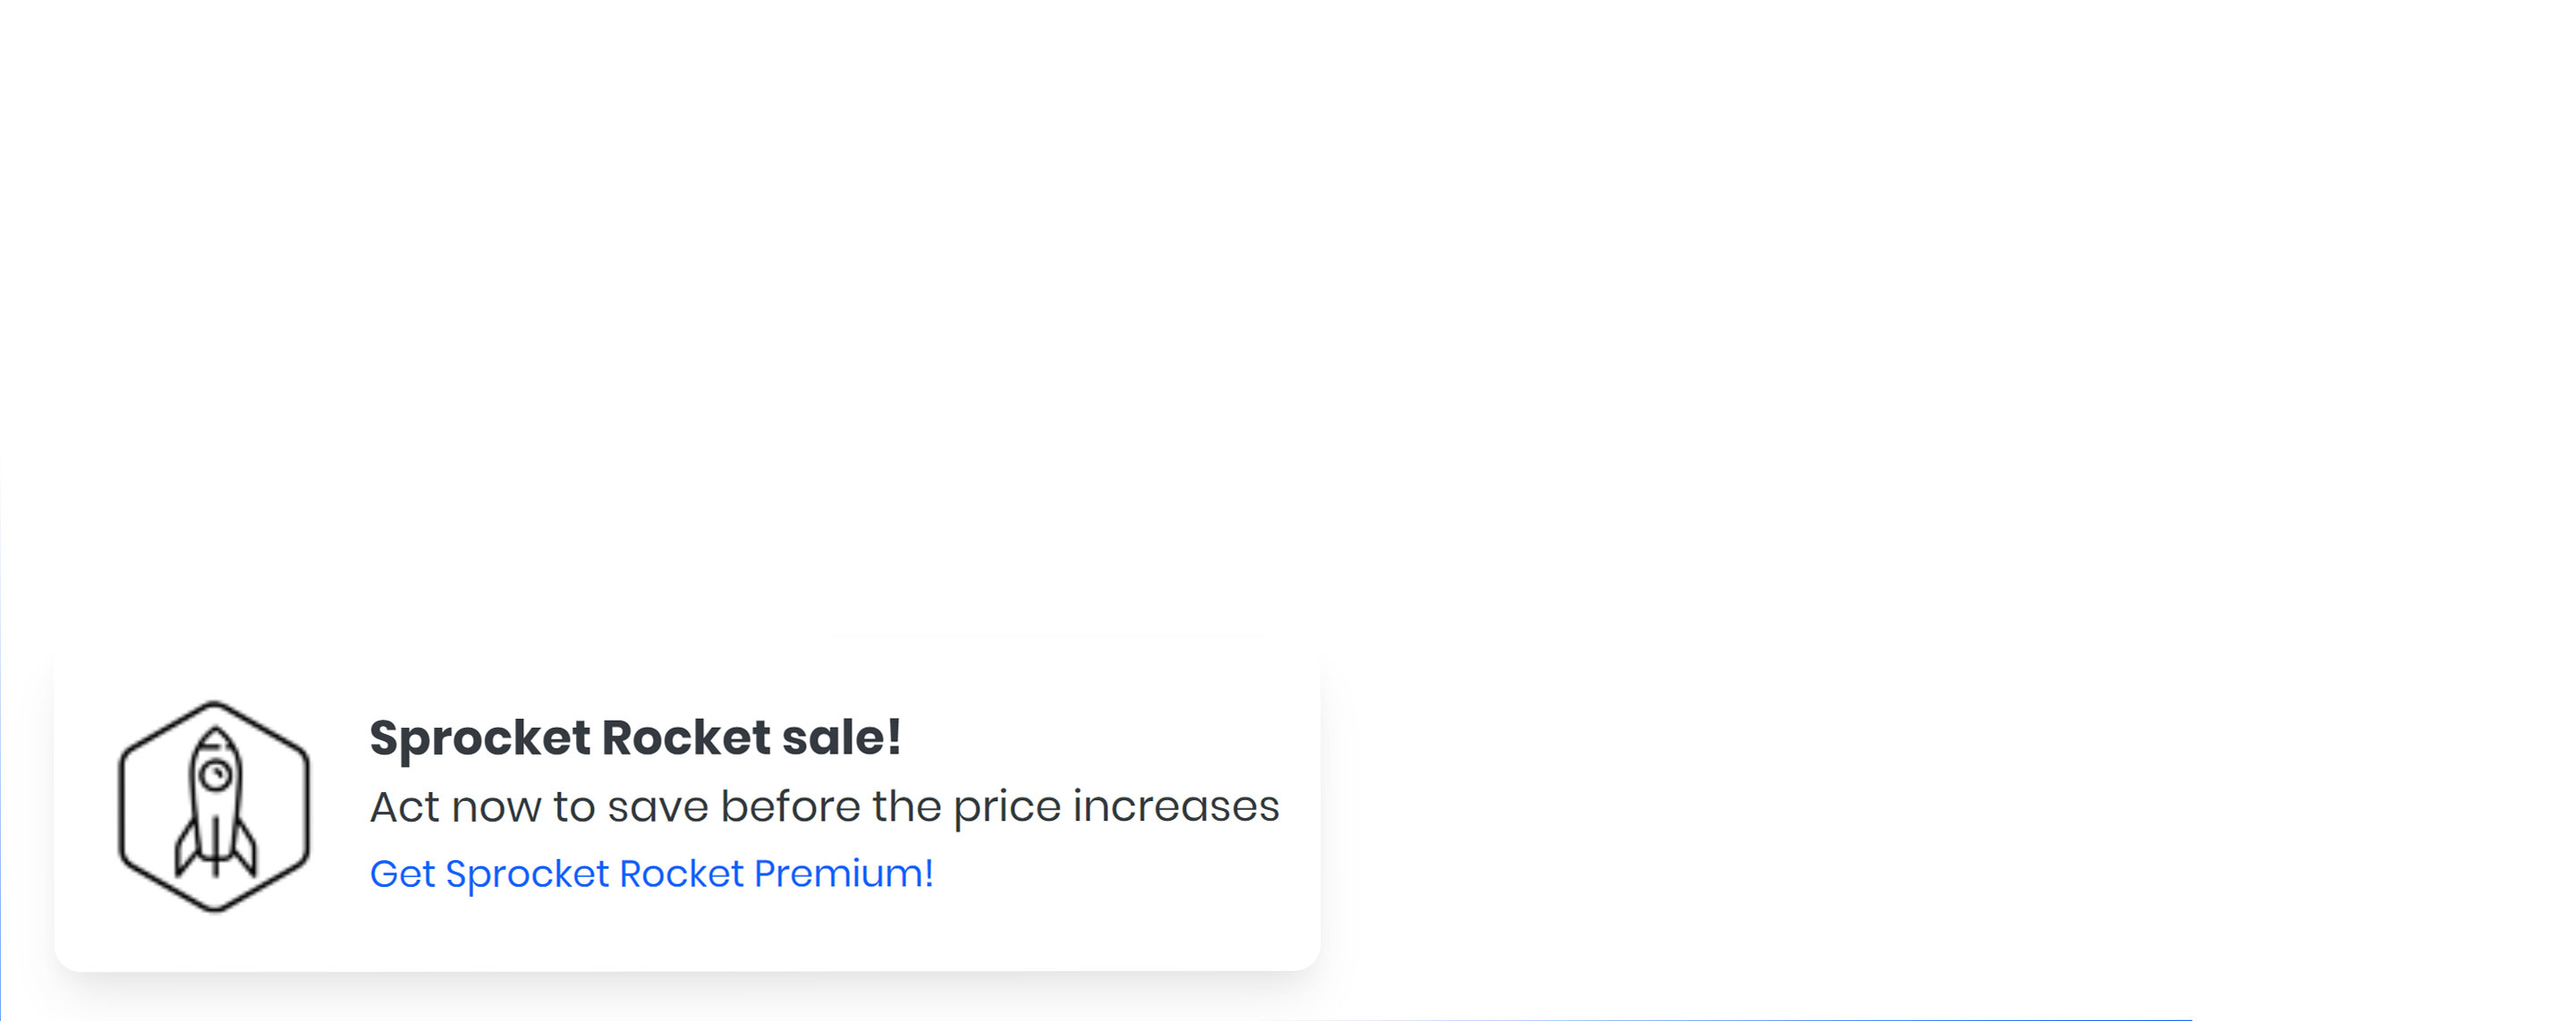 Sprocket Rocket sale!
Act now to save before the price increases
Get Sprocket Rocket Premium!